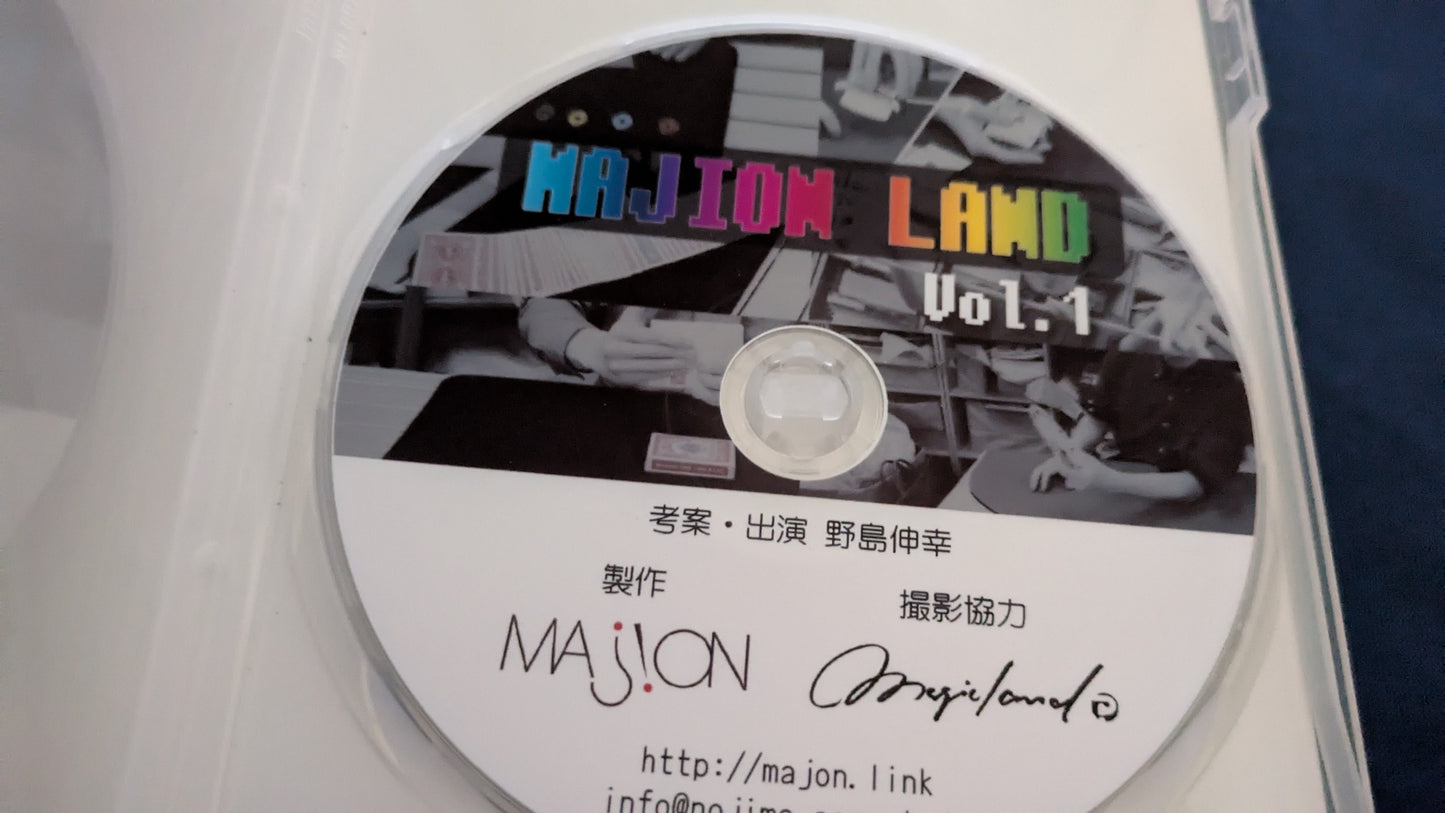 MAJION LAND
Vol.1
考案・出演 野島伸幸
製作
撮影協力
MAJ!ON
Magicland
http://majon.link